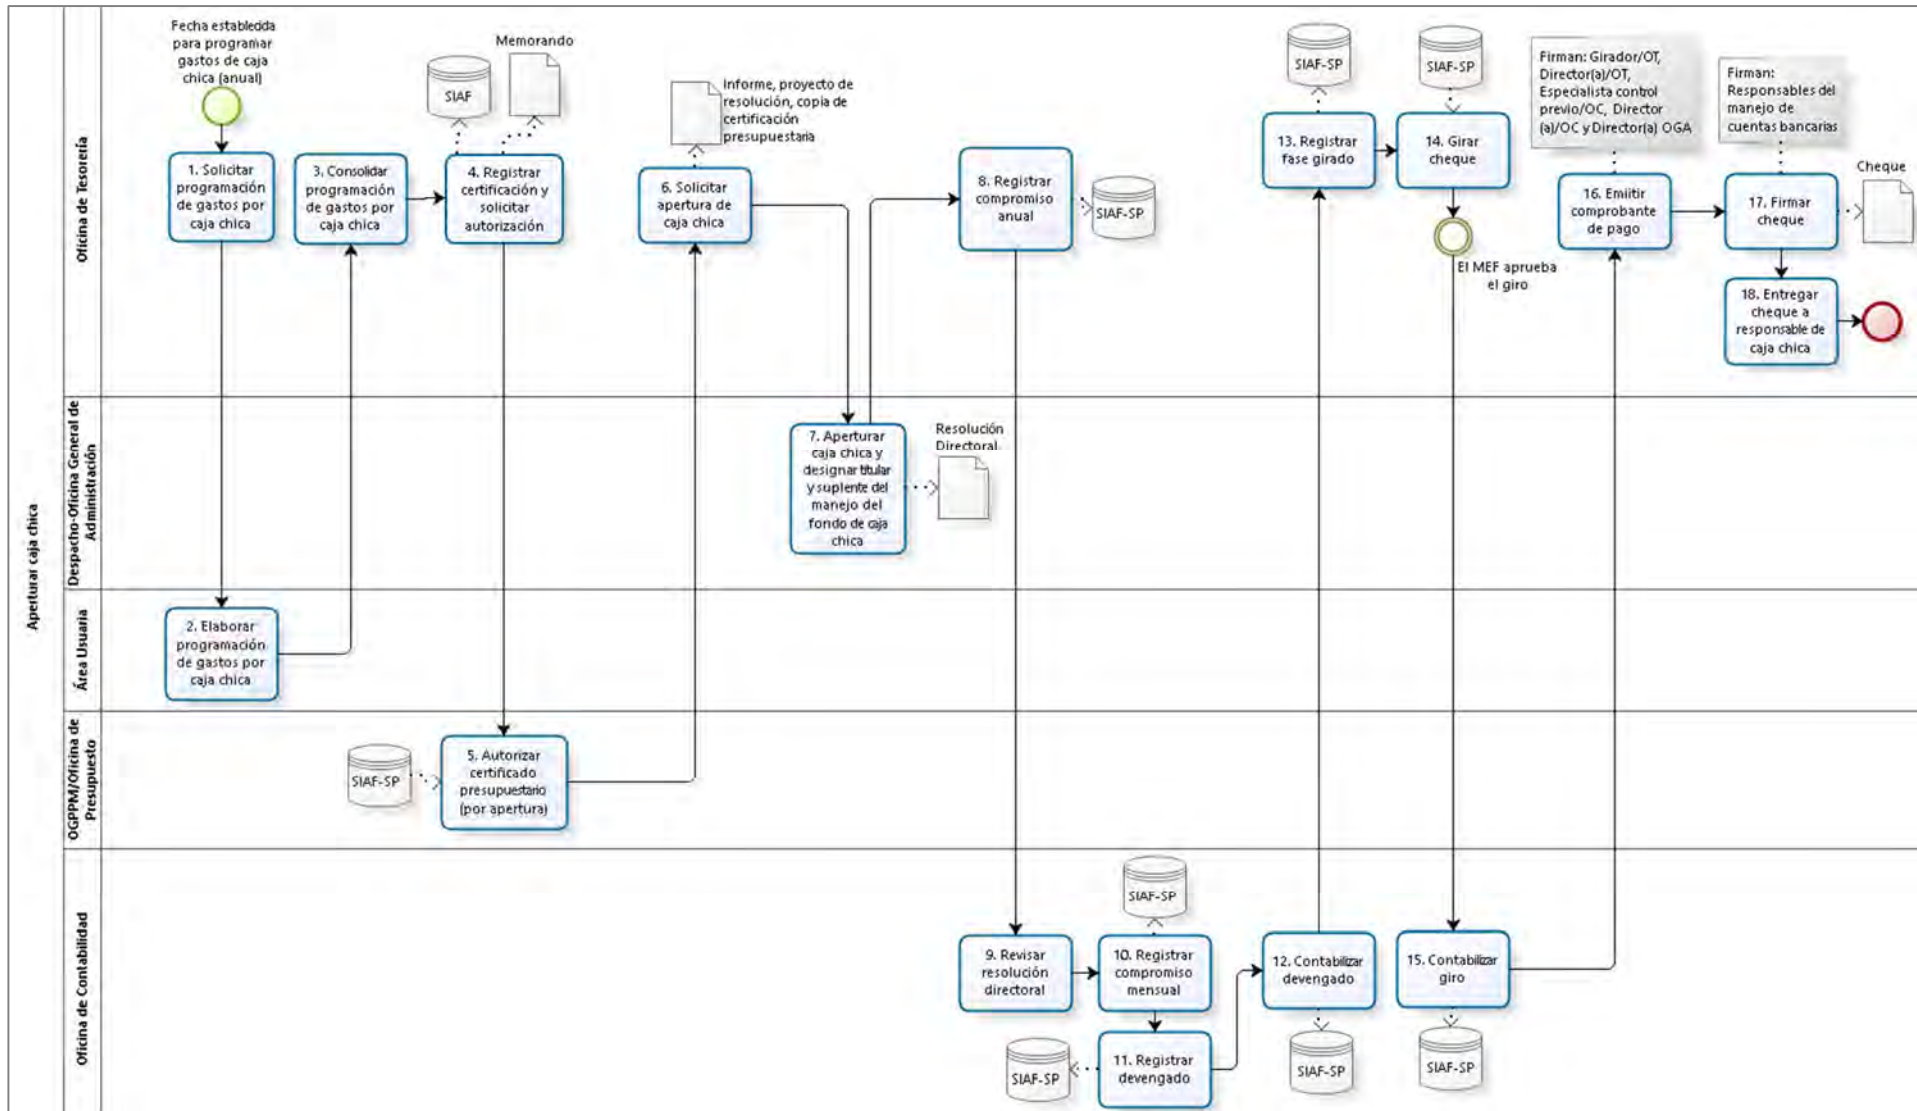 Aperturar caja chica
Oficina de Tesorería
Fecha establecida
para programar
gastos de caja
chica (anual)
1. Solicitar
programación
de gastos por
caja chica
3. Consolidar
programación
de gastos por
caja chica
SIAF
Memorando
4. Registrar
certificación y
solicitar
autorización
Informe, proyecto de
resolución, copia de
certificación
presupuestaria
6. Solicitar
apertura de
caja chica
8. Registrar
compromiso
anual
SIAF-SP
SIAF-SP
13. Registrar
fase girado
SIAF-SP
14. Girar
cheque
El MEF aprueba
el giro
Firman: Girador/OT,
Director(a)/OT,
Especialista control
previo/OC, Director
(a)/OC y Director(a) OGA
16. Emiitir
comprobante
de pago
Firman:
Responsables del
manejo de
cuentas bancarias
17. Firmar
cheque
Cheque
18. Entregar
cheque a
responsable de
caja chica
Despacho-Oficina General de
Administración
7. Aperturar
caja chica y
designar titular
y suplente del
manejo del
fondo de caja
chica
Resolución
Directoral
Área Usuaria
2. Elaborar
programación
de gastos por
caja chica
OGPPM/Oficina de
Presupuesto
SIAF-SP
5. Autorizar
certificado
presupuestario
(por apertura)
Oficina de Contabilidad
9. Revisar
resolución
directoral
SIAF-SP
10. Registrar
compromiso
mensual
SIAF-SP
11. Registrar
devengado
12. Contabilizar
devengado
SIAF-SP
15. Contabilizar
giro
SIAF-SP